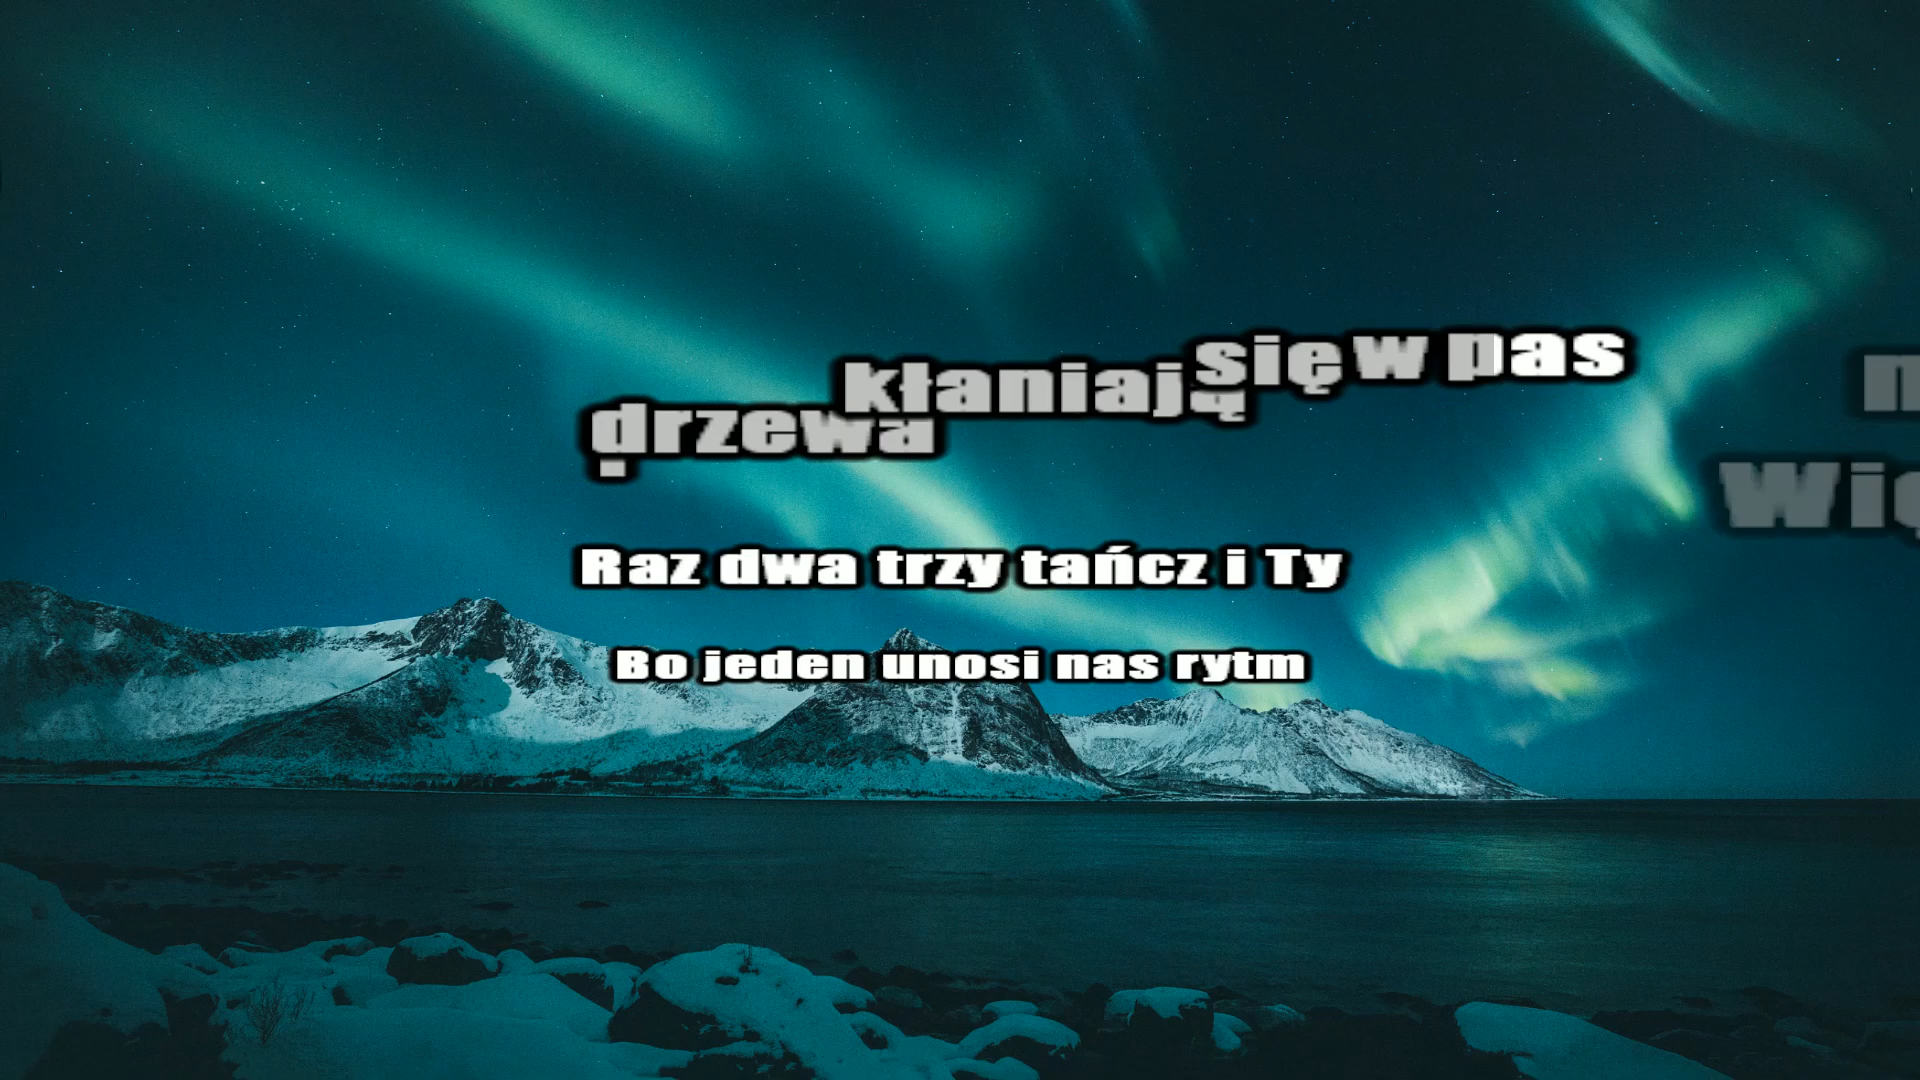 drzewa kłaniają się w pas
Raz dwa trzy tańcz i Ty
Bo jeden unosi nas rytm